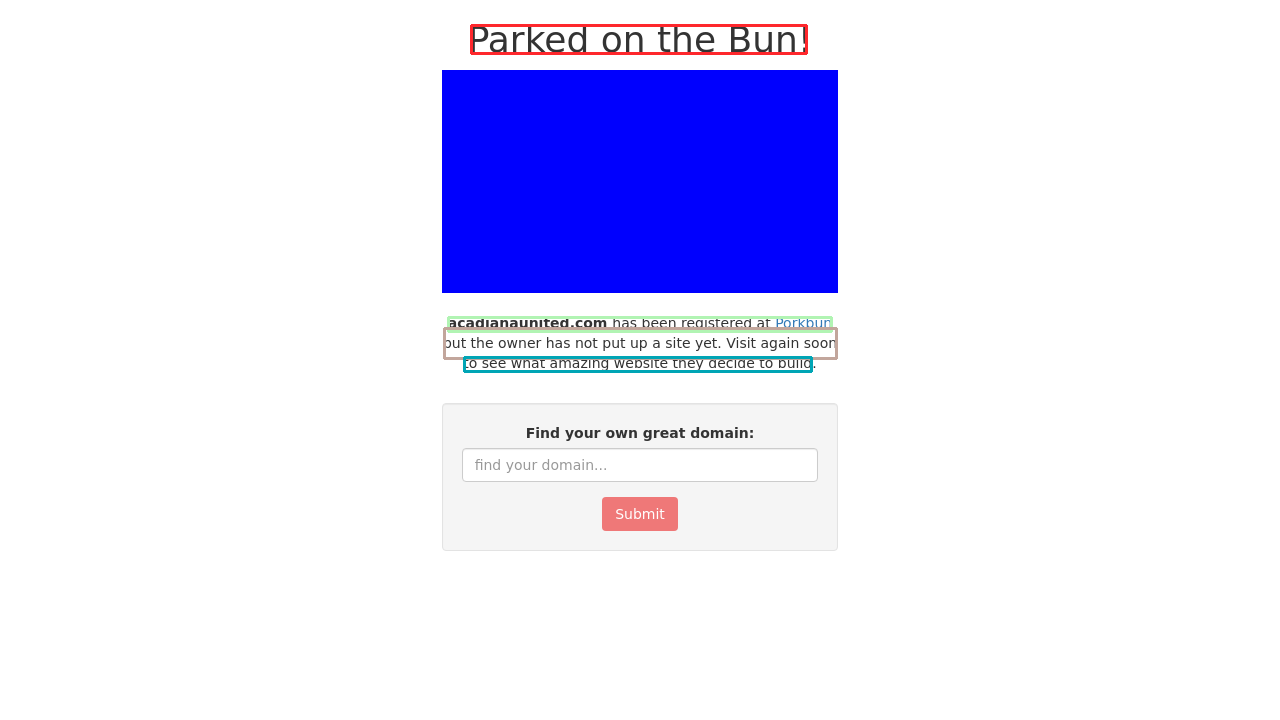 Parked on the Bun!
acadianaunited.com has been registered at Porkbun
but the owner has not put up a site yet. Visit again soon
to see what amazing website they decide to build.
Find your own great domain:
find your domain...
Submit